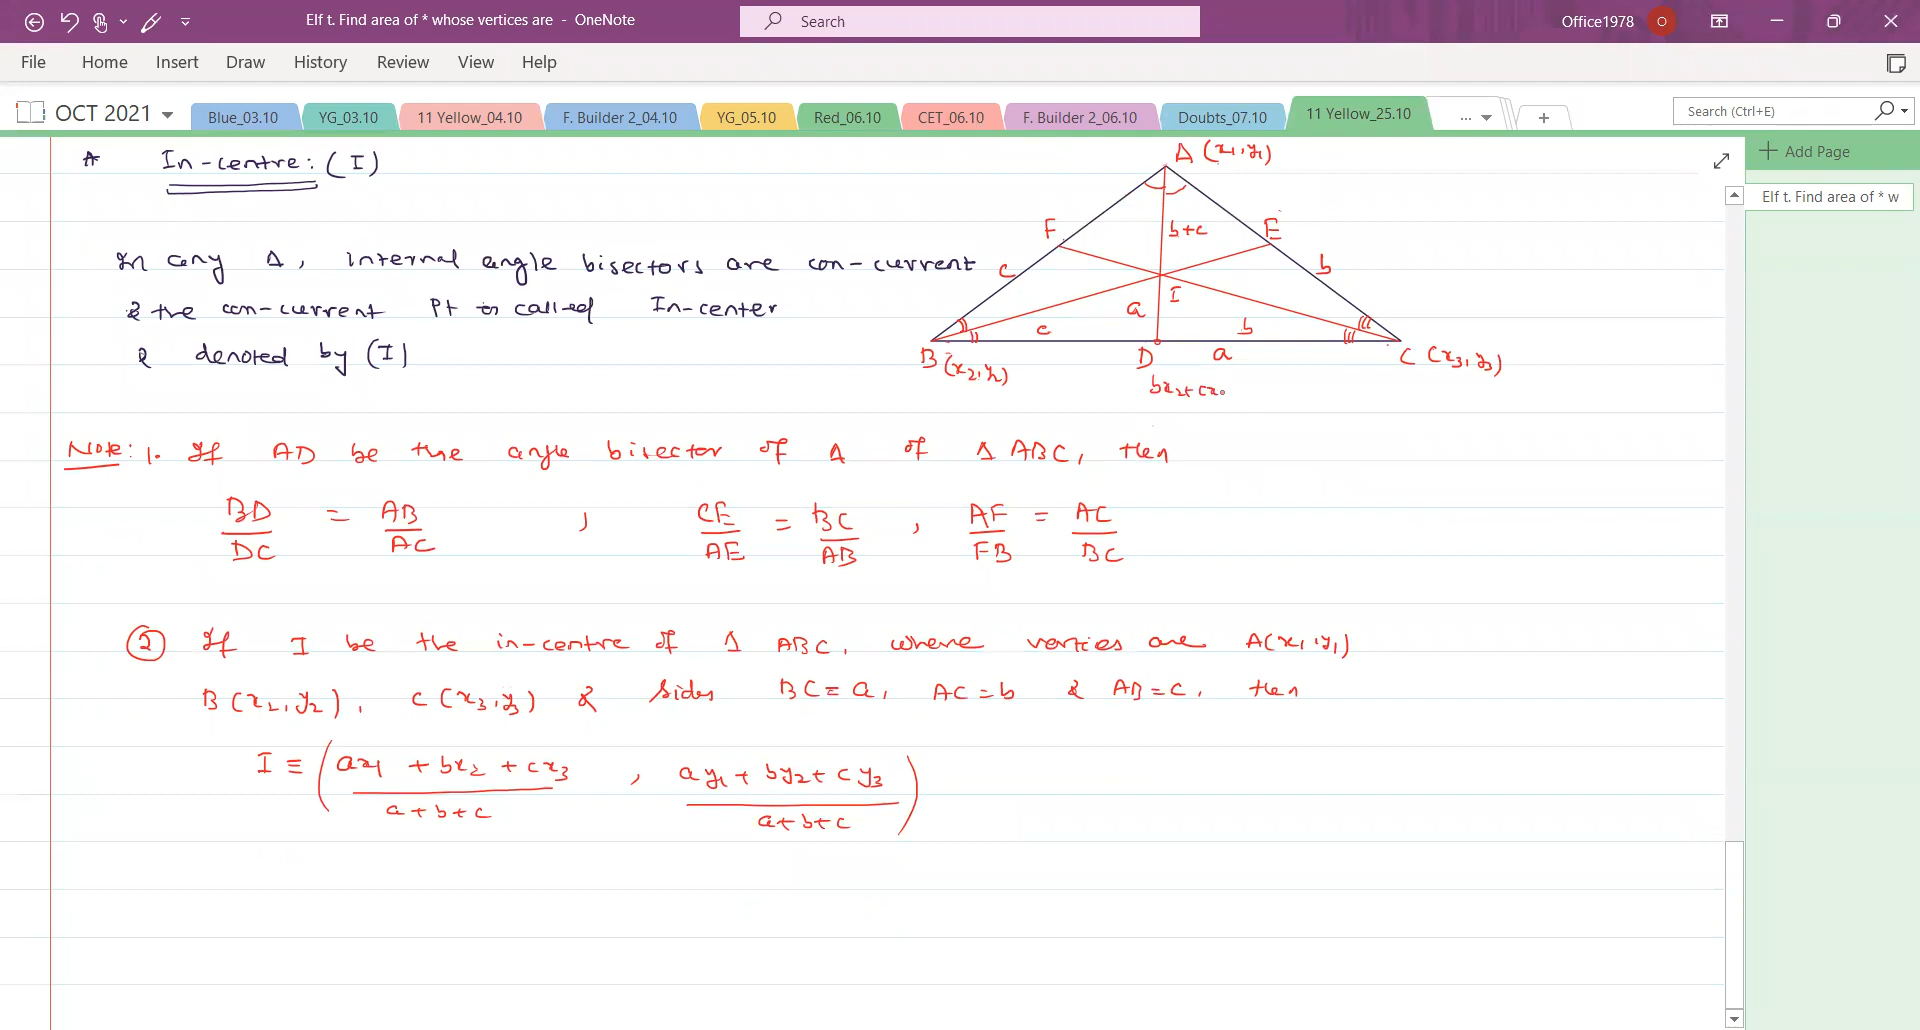 Elf t. Find area of * whose vertices are - OneNote
Search
Office1978
O
File Home Insert Draw History Review View Help
OCT 2021
Blue_03.10 YG_03.10 11 Yellow_04.10 F. Builder 2_04.10 YG_05.10 Red_06.10 CET_06.10 F. Builder 2_06.10 Doubts_07.10 11 Yellow_25.10 ... +
Search (Ctrl+E)
+ Add Page
Elf t. Find area of * w
In-centre: (I)
In any Δ, internal angle bisectors are con-current
& the con-current Pt is called In-center
& denoted by (I)
A (x1, y1)
F
b+c
E
c
b
I
a
c
b
B (x2, y2)
D
a
C (x3, y3)
bx2+cx
Note: 1. If AD be the angle bisector of A of Δ ABC, then
BD/DC = AB/AC , CE/AE = BC/AB , AF/FB = AC/BC
② If I be the in-centre of Δ ABC, where verties are A(x1, y1)
B (x2, y2), C (x3, y3) & Sides BC = a, AC = b & AB = c, then
I ≡ ( ax1 + bx2 + cx3 / a+b+c , ay1 + by2 + cy3 / a+b+c )